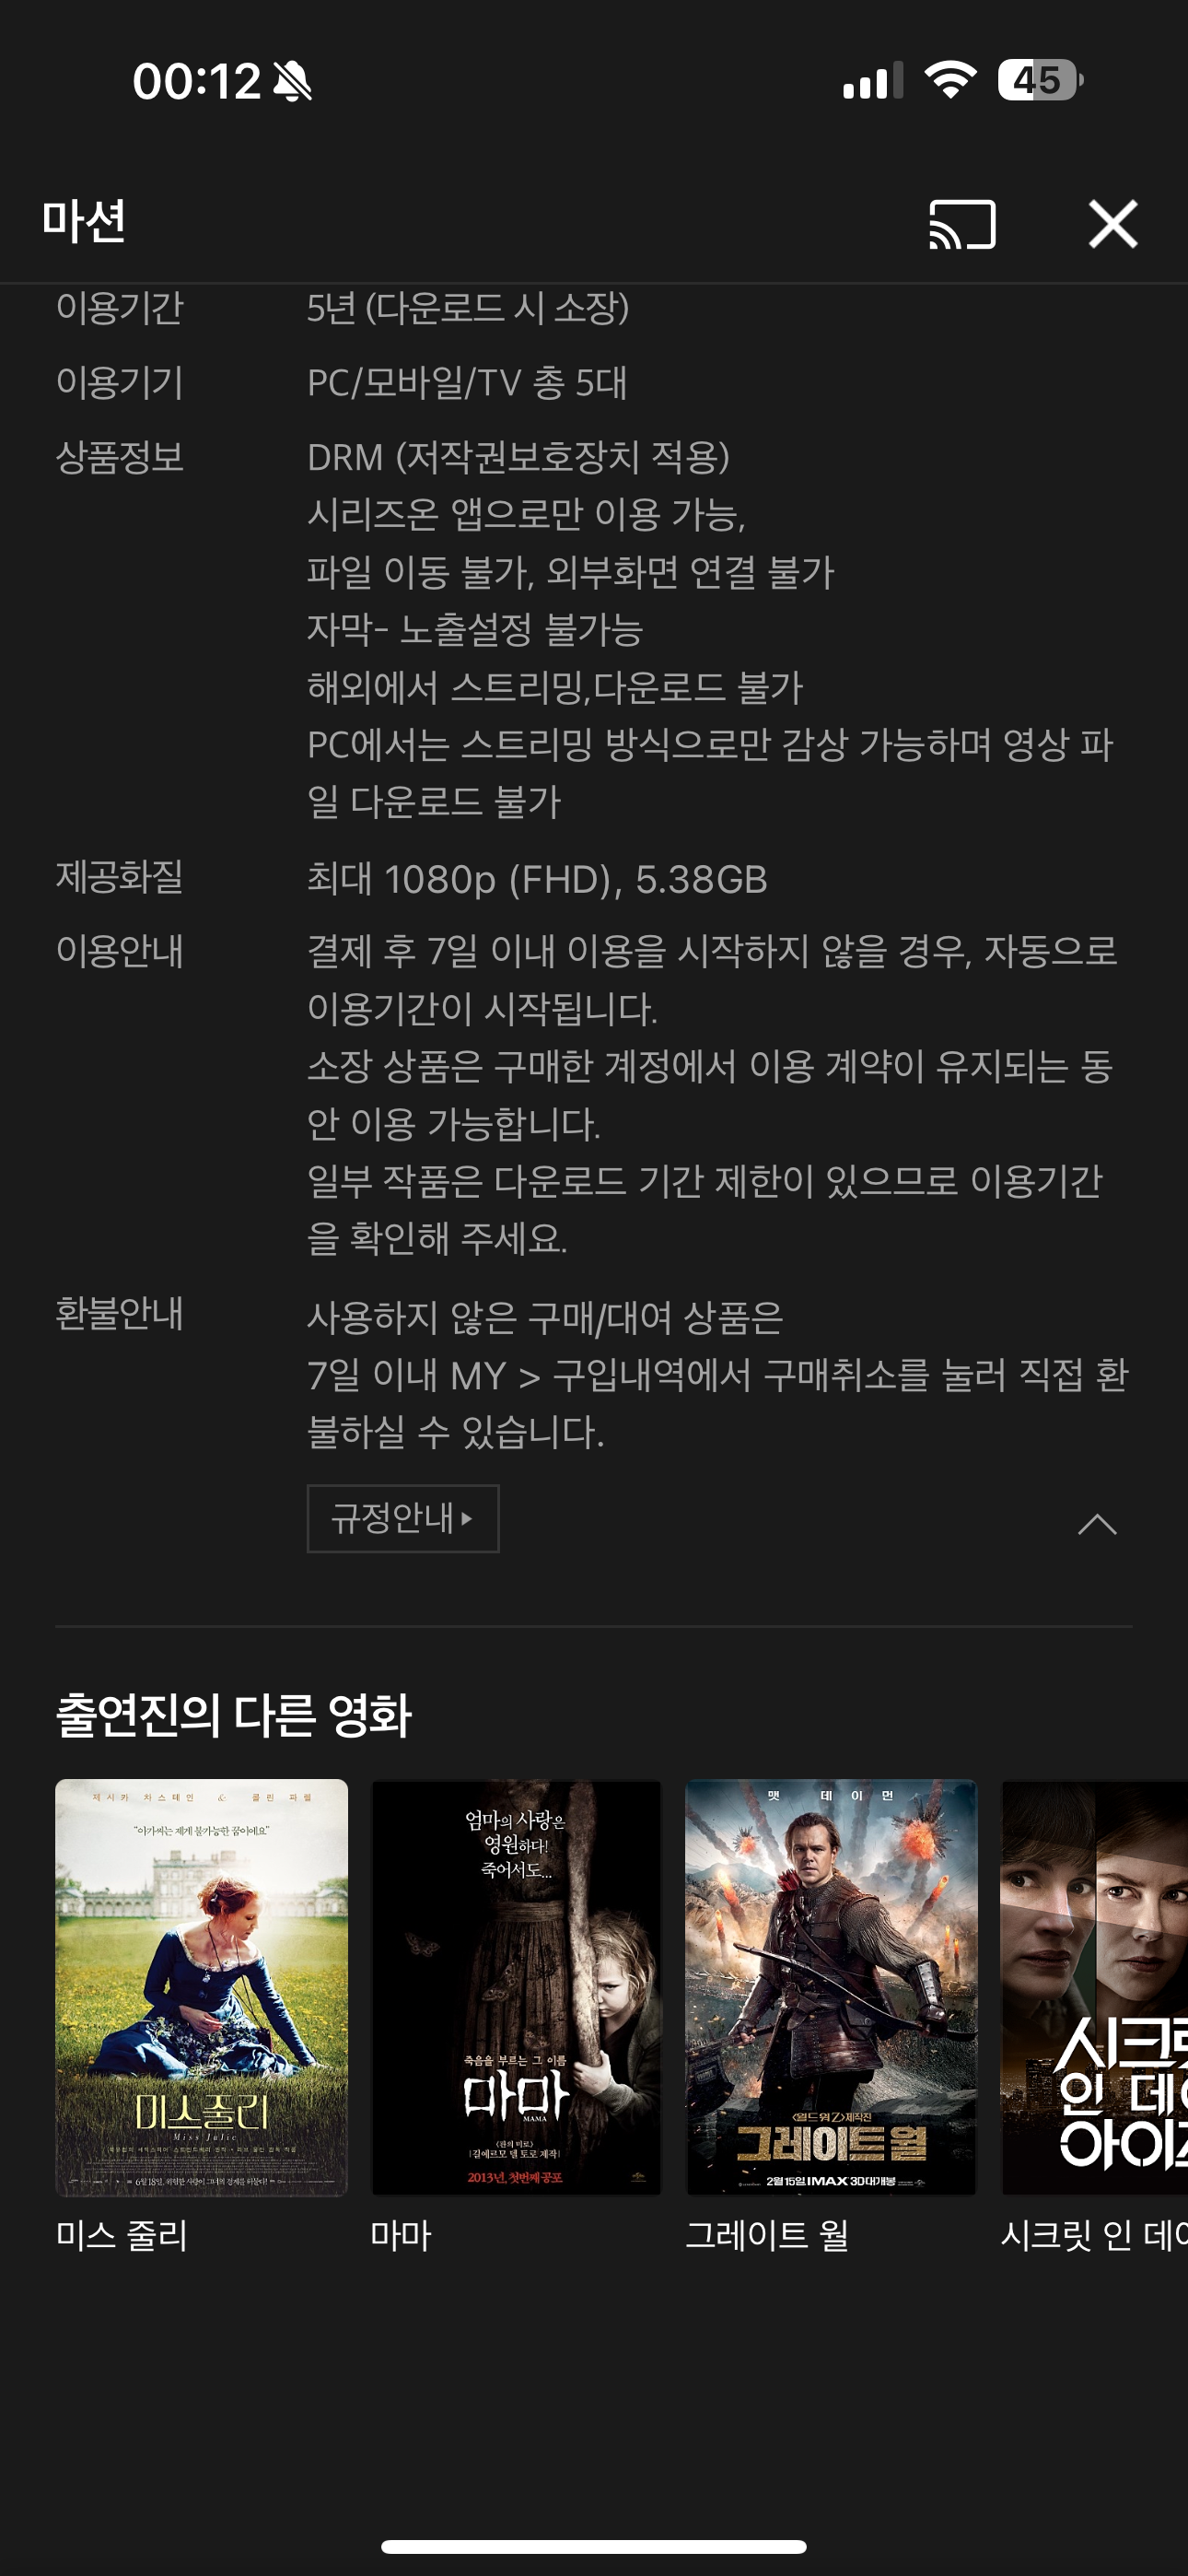 00:12
45
마션
이용기간
5년 (다운로드 시 소장)
이용기기
PC/모바일/TV 총 5대
상품정보
DRM (저작권보호장치 적용)
시리즈온 앱으로만 이용 가능,
파일 이동 불가, 외부화면 연결 불가
자막- 노출설정 불가능
해외에서 스트리밍,다운로드 불가
PC에서는 스트리밍 방식으로만 감상 가능하며 영상 파
일 다운로드 불가
제공화질
최대 1080p (FHD), 5.38GB
이용안내
결제 후 7일 이내 이용을 시작하지 않을 경우, 자동으로
이용기간이 시작됩니다.
소장 상품은 구매한 계정에서 이용 계약이 유지되는 동
안 이용 가능합니다.
일부 작품은 다운로드 기간 제한이 있으므로 이용기간
을 확인해 주세요.
환불안내
사용하지 않은 구매/대여 상품은
7일 이내 MY > 구입내역에서 구매취소를 눌러 직접 환
불하실 수 있습니다.
규정안내
출연진의 다른 영화
제시카 차스테인 & 콜린 파렐
"아가씨는 제게 불가능한 꿈이에요"
미스줄리
Miss Julie
엄마의 사랑은
영원하다!
죽어서도...
죽음을 부르는 그 이름
마마
MAMA
<판의 미로>
길예르모 델 토로 제작
2013년, 첫번째 공포
맷 데이먼
<월드워Z>제작진
그레이트 월
2월 15일 IMAX 3D 대개봉
시크릿
인 데
아이
미스 줄리
마마
그레이트 월
시크릿 인 데